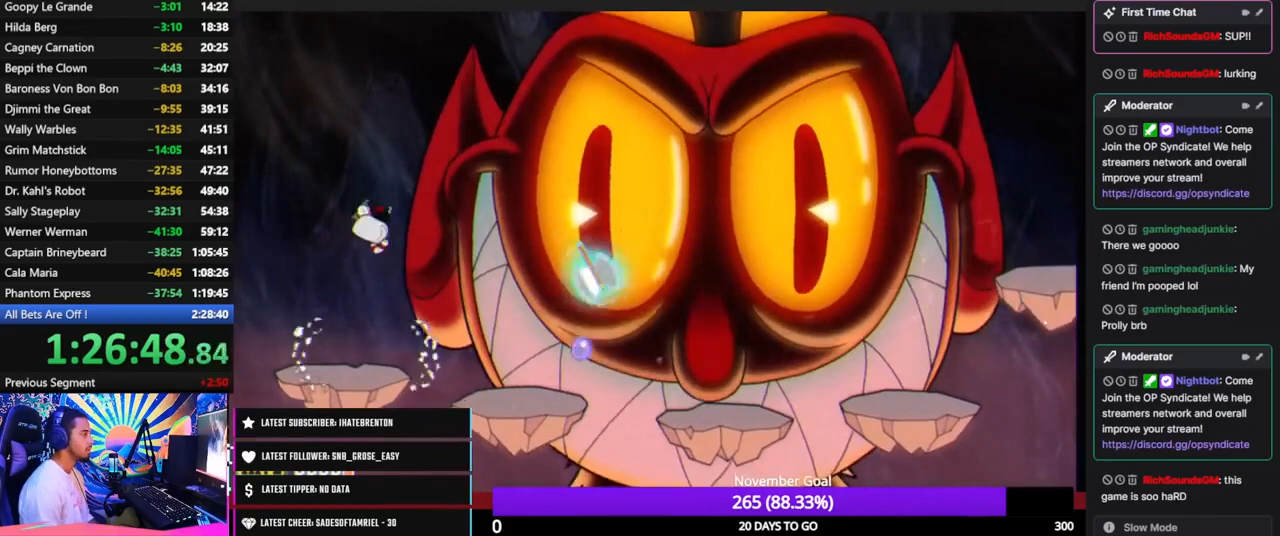 Goopy Le Grande -3:01 14:22
Hilda Berg -3:10 18:38
Cagney Carnation -8:26 20:25
Beppi the Clown -4:43 32:07
Baroness Von Bon Bon -8:03 34:16
Djimmi the Great -9:55 39:15
Wally Warbles -12:35 41:51
Grim Matchstick -14:05 45:11
Rumor Honeybottoms -27:35 47:22
Dr. Kahl's Robot -32:56 49:40
Sally Stageplay -32:31 54:38
Werner Werman -41:30 59:12
Captain Brineybeard -38:25 1:05:45
Cala Maria -40:45 1:08:26
Phantom Express -37:54 1:19:45
All Bets Are Off ! 2:28:40
1:26:48.84
Previous Segment +2:50
LATEST SUBSCRIBER: IHATEBRENTON
LATEST FOLLOWER: SNB_GROSE_EASY
LATEST TIPPER: NO DATA
LATEST CHEER: SADESOFTAMRIEL - 30
November Goal
265 (88.33%)
0 20 DAYS TO GO 300
First Time Chat
RichSoundsGM: SUP!!
RichSoundsGM: lurking
Moderator
Nightbot: Come
Join the OP Syndicate! We help
streamers network and overall
improve your stream!
https://discord.gg/opsyndicate
gamingheadjunkie:
There we goooo
gamingheadjunkie: My
friend I'm pooped lol
gamingheadjunkie:
Prolly brb
Moderator
Nightbot: Come
Join the OP Syndicate! We help
streamers network and overall
improve your stream!
https://discord.gg/opsyndicate
RichSoundsGM: this
game is soo haRD
Slow Mode